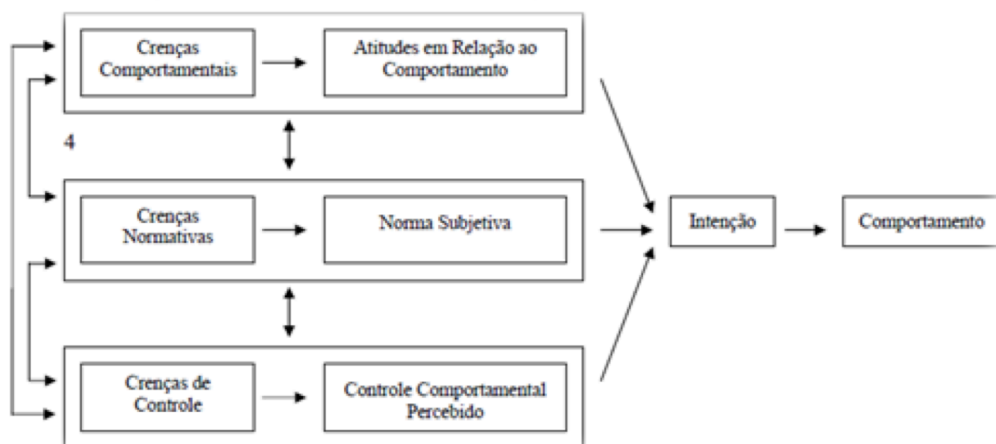 Crenças
Comportamentais
Atitudes em Relação ao
Comportamento
4
Crenças
Normativas
Norma Subjetiva
Intenção
Comportamento
Crenças de
Controle
Controle Comportamental
Percebido